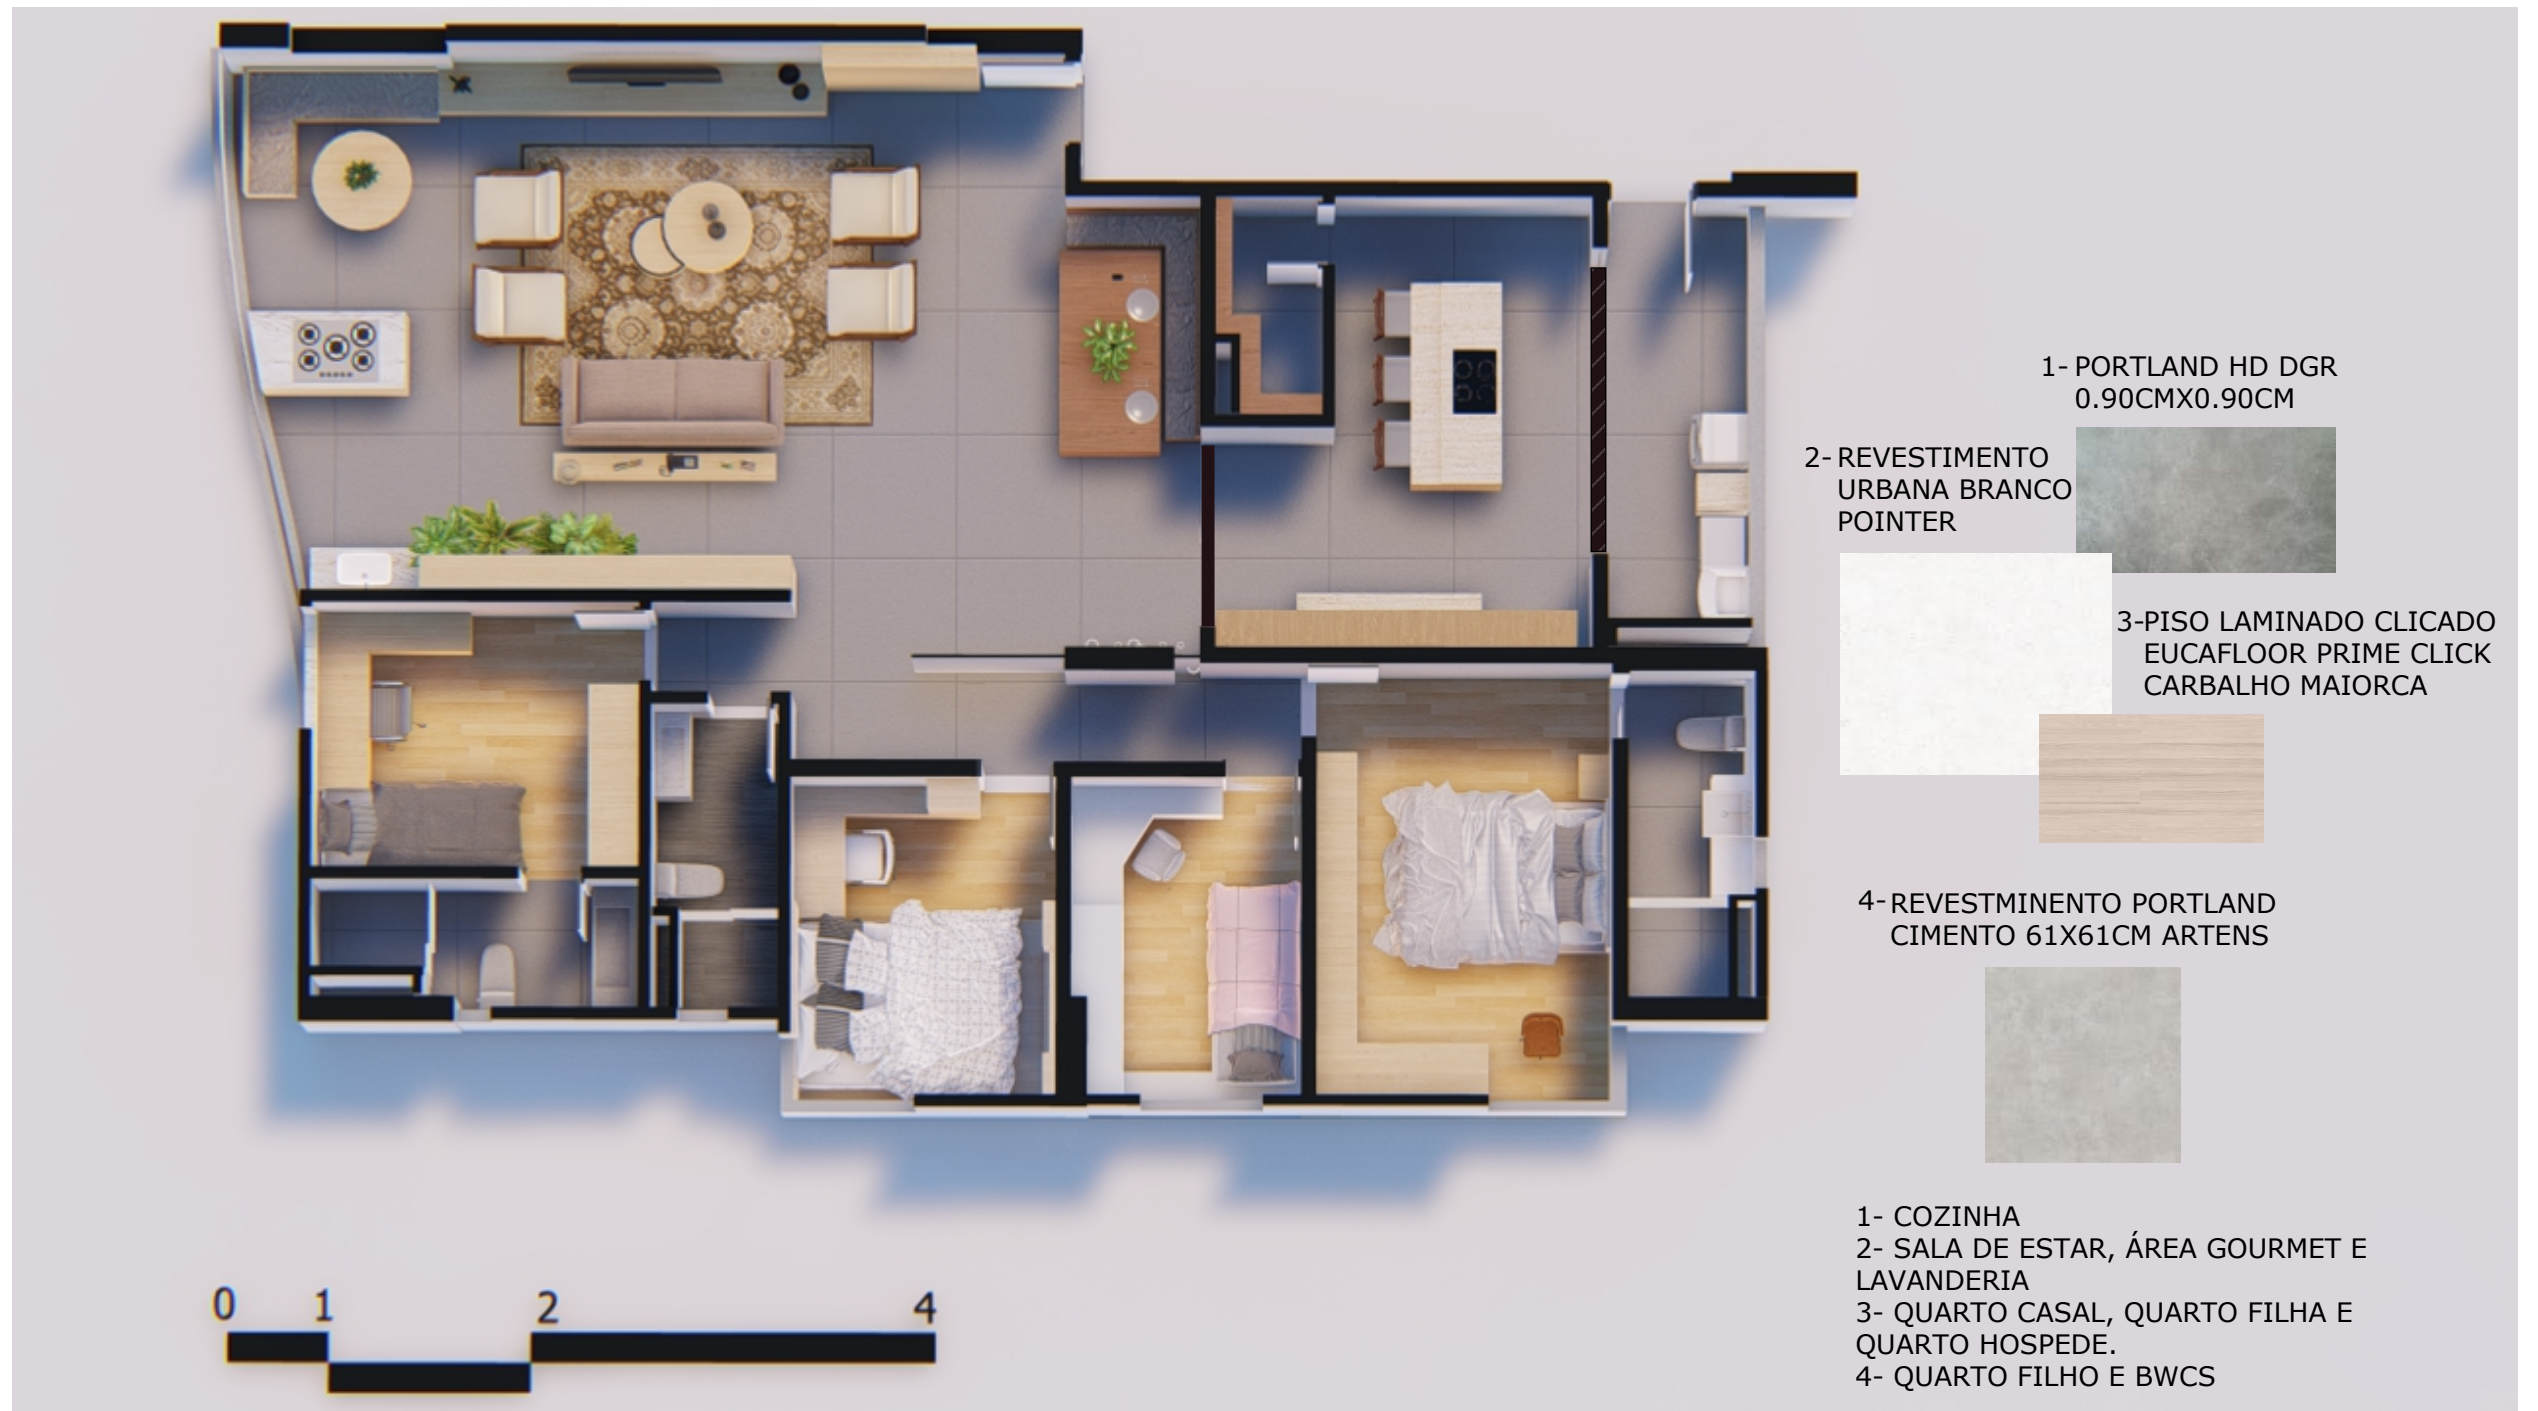 1- PORTLAND HD DGR
0.90CMX0.90CM
2- REVESTIMENTO
URBANA BRANCO
POINTER
3-PISO LAMINADO CLICADO
EUCAFLOOR PRIME CLICK
CARBALHO MAIORCA
4- REVESTMINENTO PORTLAND
CIMENTO 61X61CM ARTENS
1- COZINHA
2- SALA DE ESTAR, ÁREA GOURMET E
LAVANDERIA
3- QUARTO CASAL, QUARTO FILHA E
QUARTO HOSPEDE.
4- QUARTO FILHO E BWCS
0 1 2 4